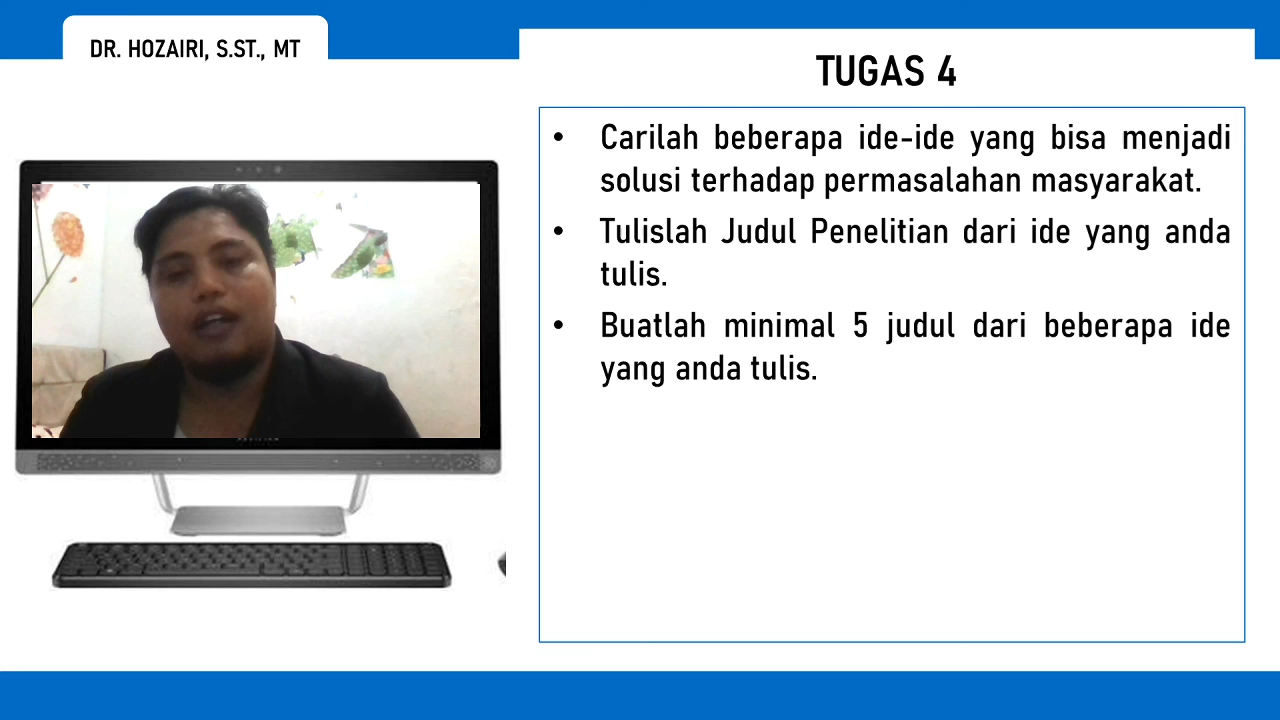 DR. HOZAIRI, S.ST., MT
TUGAS 4
• Carilah beberapa ide-ide yang bisa menjadi
solusi terhadap permasalahan masyarakat.
• Tulislah Judul Penelitian dari ide yang anda
tulis.
• Buatlah minimal 5 judul dari beberapa ide
yang anda tulis.